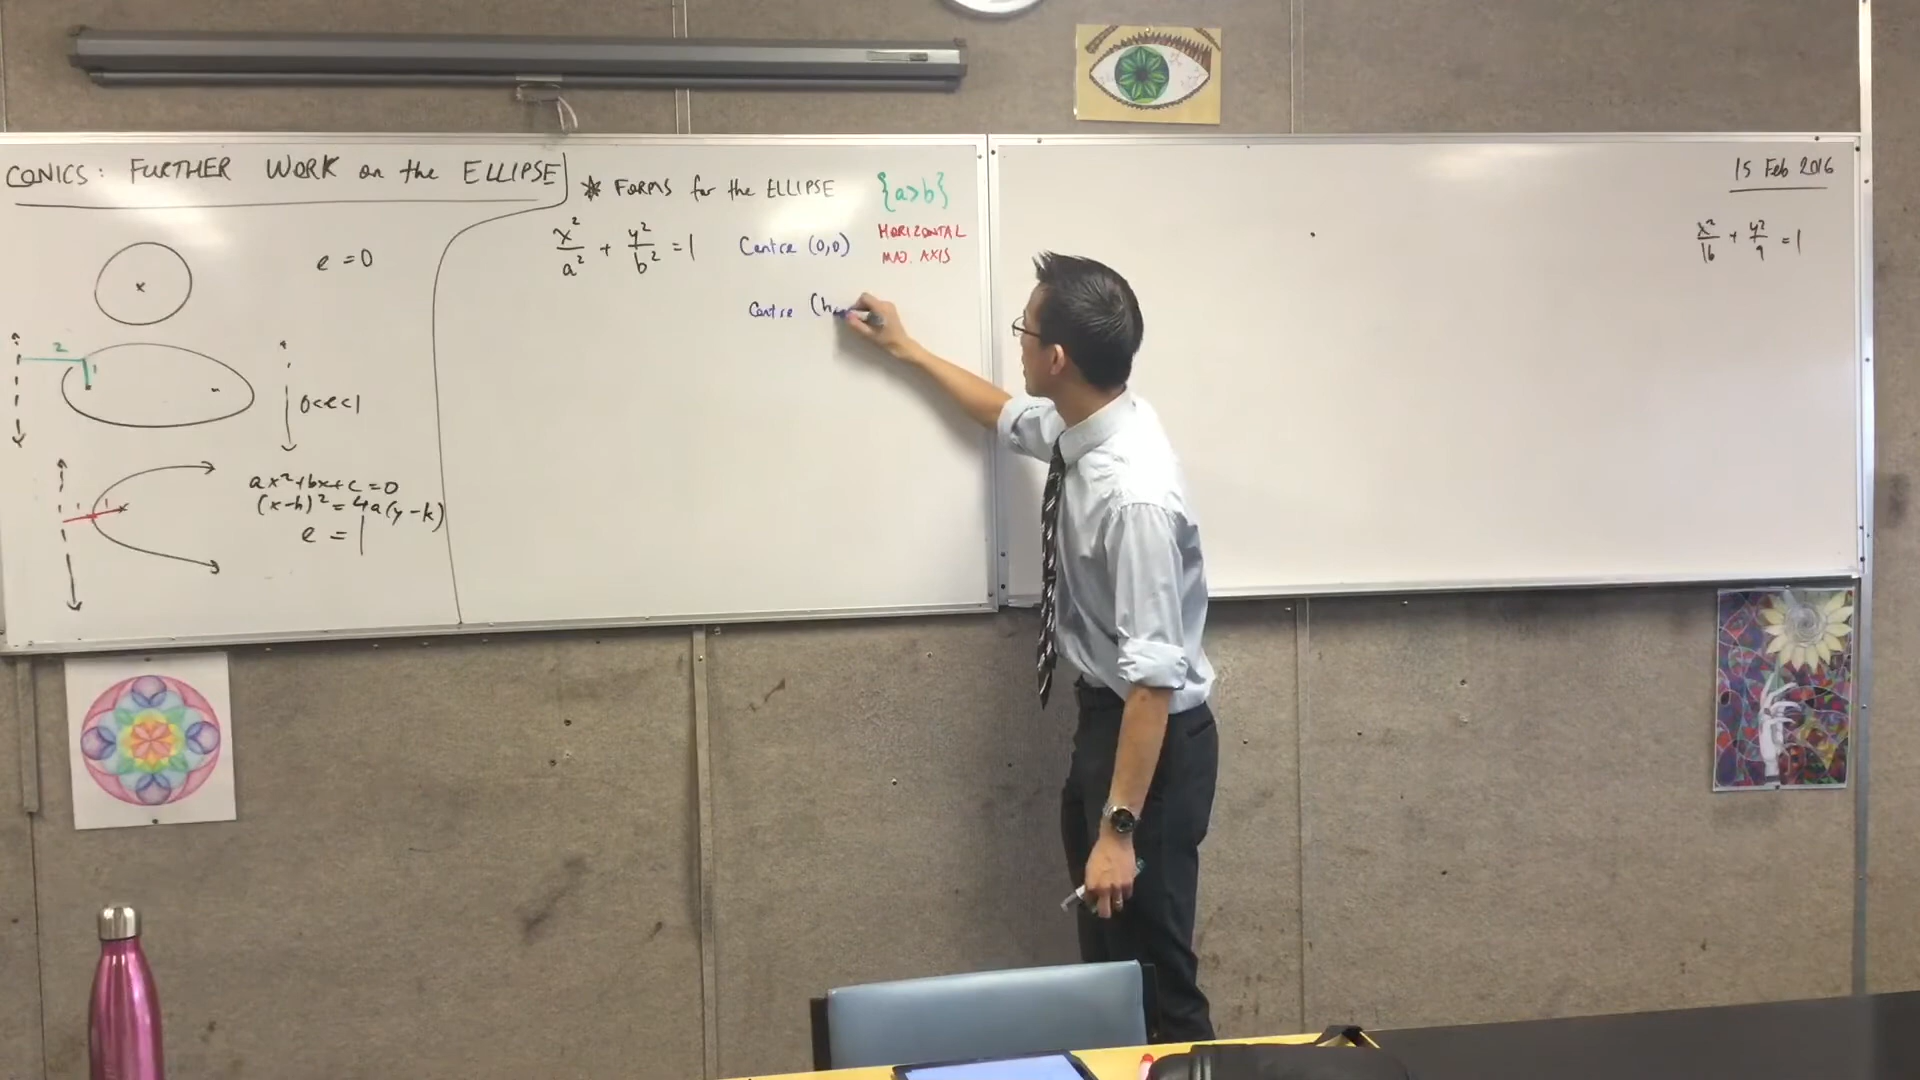 CONICS: FURTHER WORK on the ELLIPSE
e = 0
2
1
0<e<1
1 1
ax²+bx+c=0
(x-h)² = 4a(y-k)
e = 1
* FORMS for the ELLIPSE {a>b}
x²/a² + y²/b² = 1 Centre (0,0) HORIZONTAL
MAJ. AXIS
Centre (h,
15 Feb 2016
x²/16 + y²/9 = 1